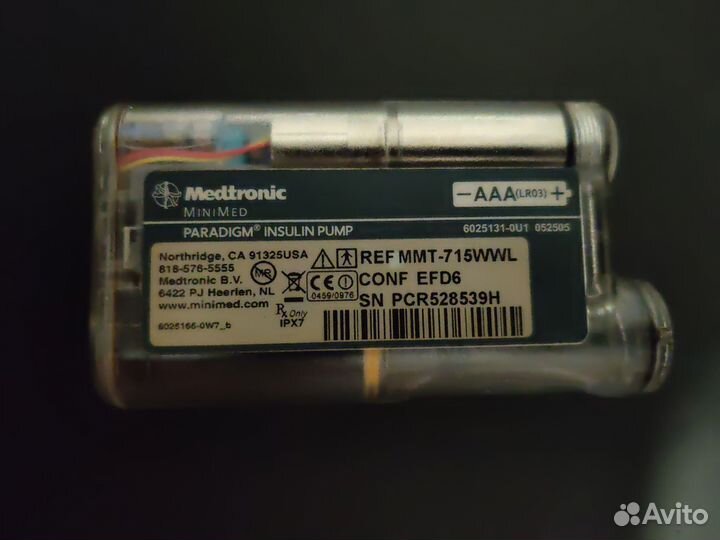 Medtronic
MINIMED
−AAA(LR03)+
PARADIGM® INSULIN PUMP
6025131-0U1 052505
Northridge, CA 91325USA
818-576-5555
Medtronic B.V.
6422 PJ Heerlen, NL
www.minimed.com
6025166-0W7_b
MR
0459/0976
Rx Only
IPX7
REF MMT-715WWL
CONF EFD6
SN PCR528539H
Avito